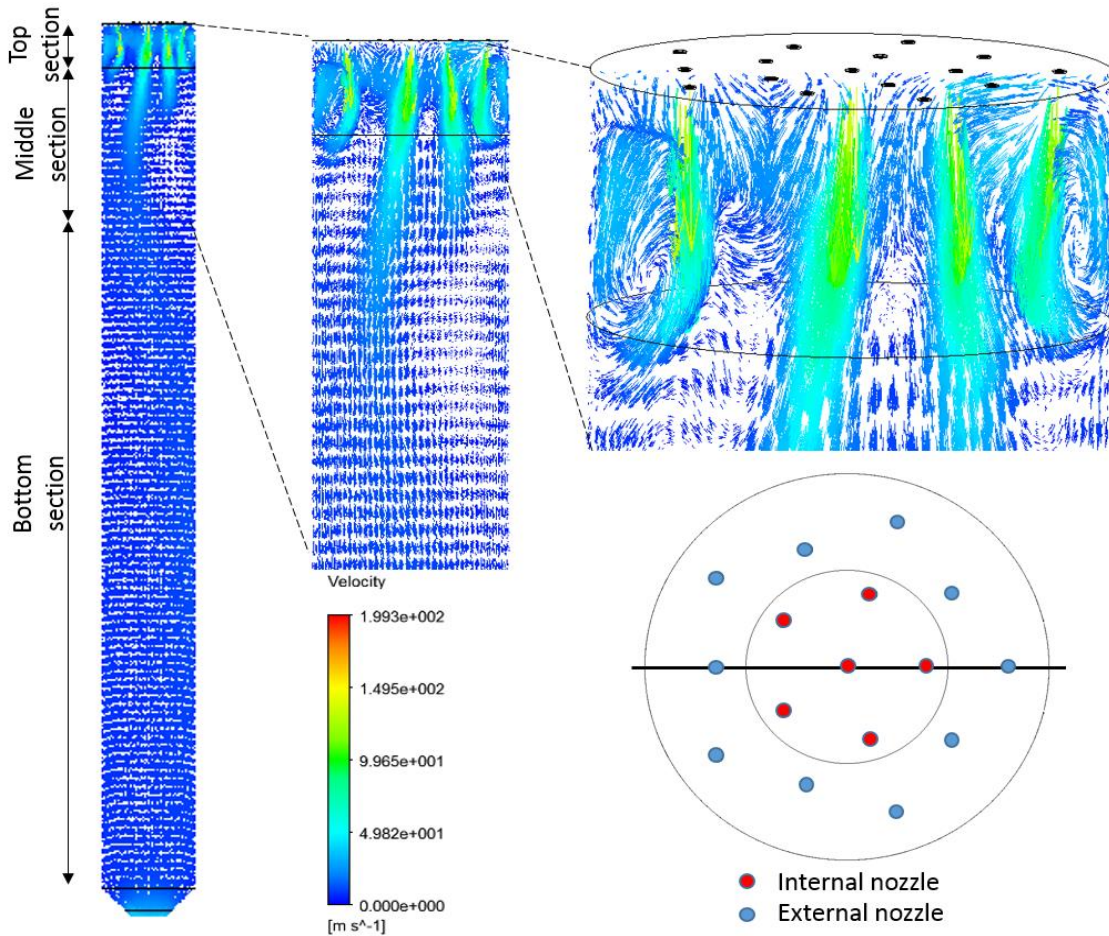 Top
section
Middle
section
Bottom
section
Velocity
1.993e+002
1.495e+002
9.965e+001
4.982e+001
0.000e+000
[m s^-1]
Internal nozzle
External nozzle